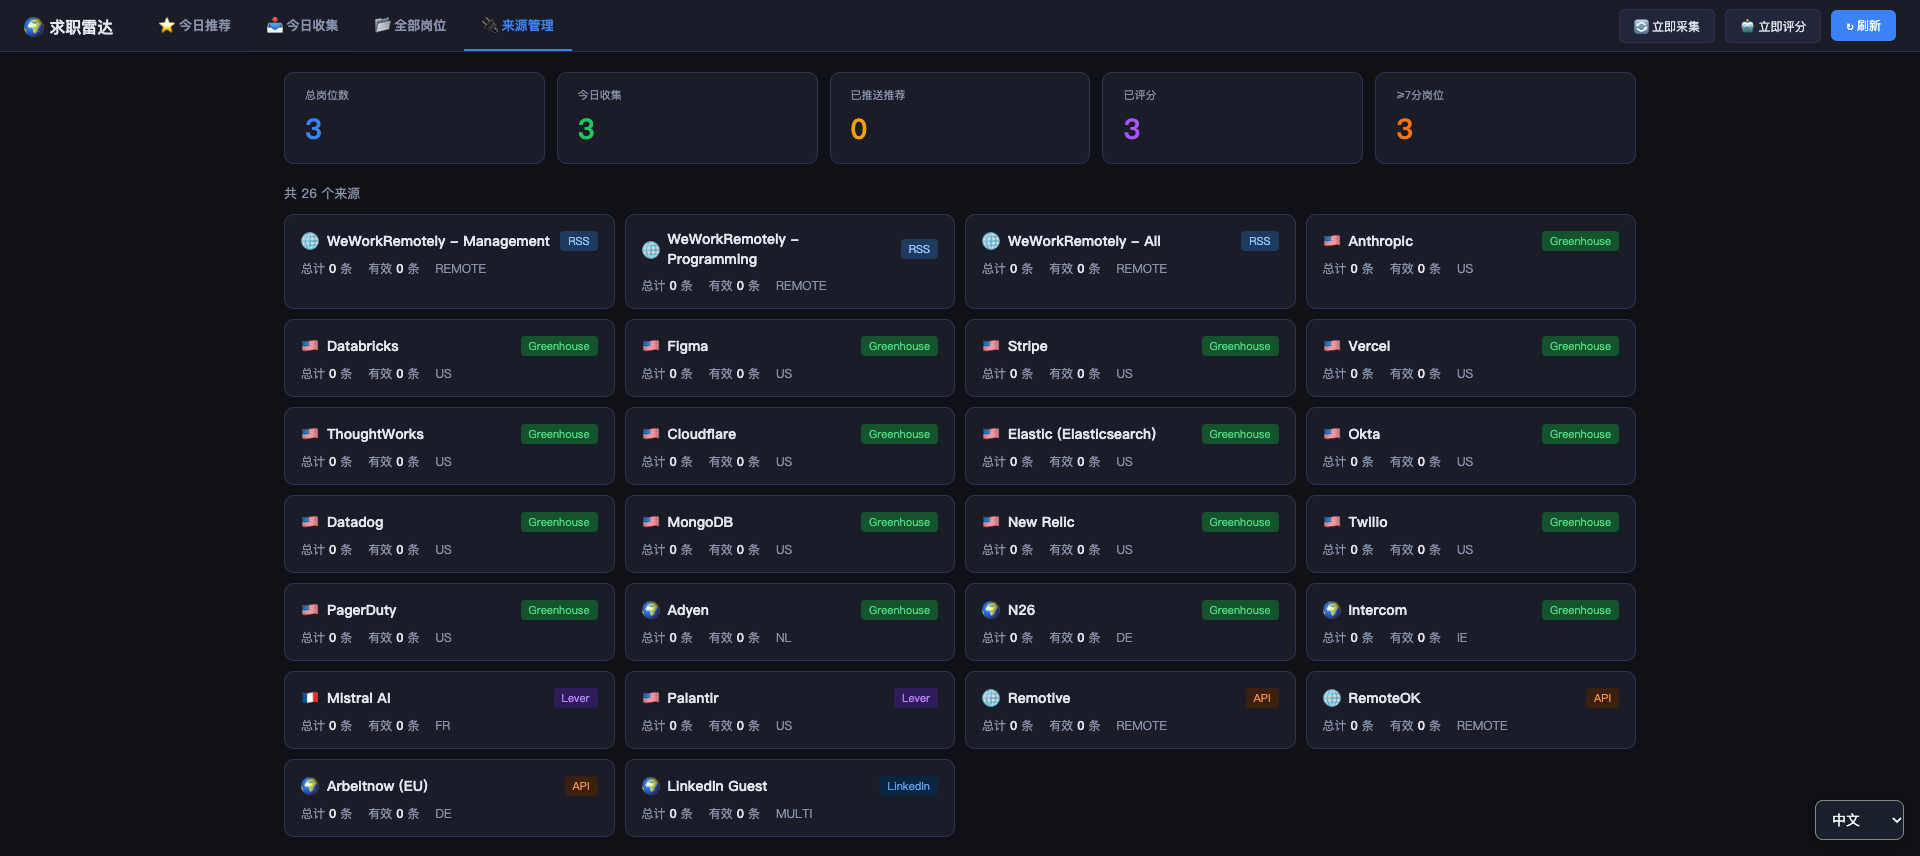 求职雷达
今日推荐
今日收集
全部岗位
来源管理
立即采集
立即评分
↻ 刷新
总岗位数
3
今日收集
3
已推送推荐
0
已评分
3
≥7分岗位
3
共 26 个来源
WeWorkRemotely – Management RSS
总计 0 条 有效 0 条 REMOTE
WeWorkRemotely –
Programming
RSS
总计 0 条 有效 0 条 REMOTE
WeWorkRemotely – All RSS
总计 0 条 有效 0 条 REMOTE
Anthropic Greenhouse
总计 0 条 有效 0 条 US
Databricks Greenhouse
总计 0 条 有效 0 条 US
Figma Greenhouse
总计 0 条 有效 0 条 US
Stripe Greenhouse
总计 0 条 有效 0 条 US
Vercel Greenhouse
总计 0 条 有效 0 条 US
ThoughtWorks Greenhouse
总计 0 条 有效 0 条 US
Cloudflare Greenhouse
总计 0 条 有效 0 条 US
Elastic (Elasticsearch) Greenhouse
总计 0 条 有效 0 条 US
Okta Greenhouse
总计 0 条 有效 0 条 US
Datadog Greenhouse
总计 0 条 有效 0 条 US
MongoDB Greenhouse
总计 0 条 有效 0 条 US
New Relic Greenhouse
总计 0 条 有效 0 条 US
Twilio Greenhouse
总计 0 条 有效 0 条 US
PagerDuty Greenhouse
总计 0 条 有效 0 条 US
Adyen Greenhouse
总计 0 条 有效 0 条 NL
N26 Greenhouse
总计 0 条 有效 0 条 DE
Intercom Greenhouse
总计 0 条 有效 0 条 IE
Mistral AI Lever
总计 0 条 有效 0 条 FR
Palantir Lever
总计 0 条 有效 0 条 US
Remotive API
总计 0 条 有效 0 条 REMOTE
RemoteOK API
总计 0 条 有效 0 条 REMOTE
Arbeitnow (EU) API
总计 0 条 有效 0 条 DE
LinkedIn Guest LinkedIn
总计 0 条 有效 0 条 MULTI
中文